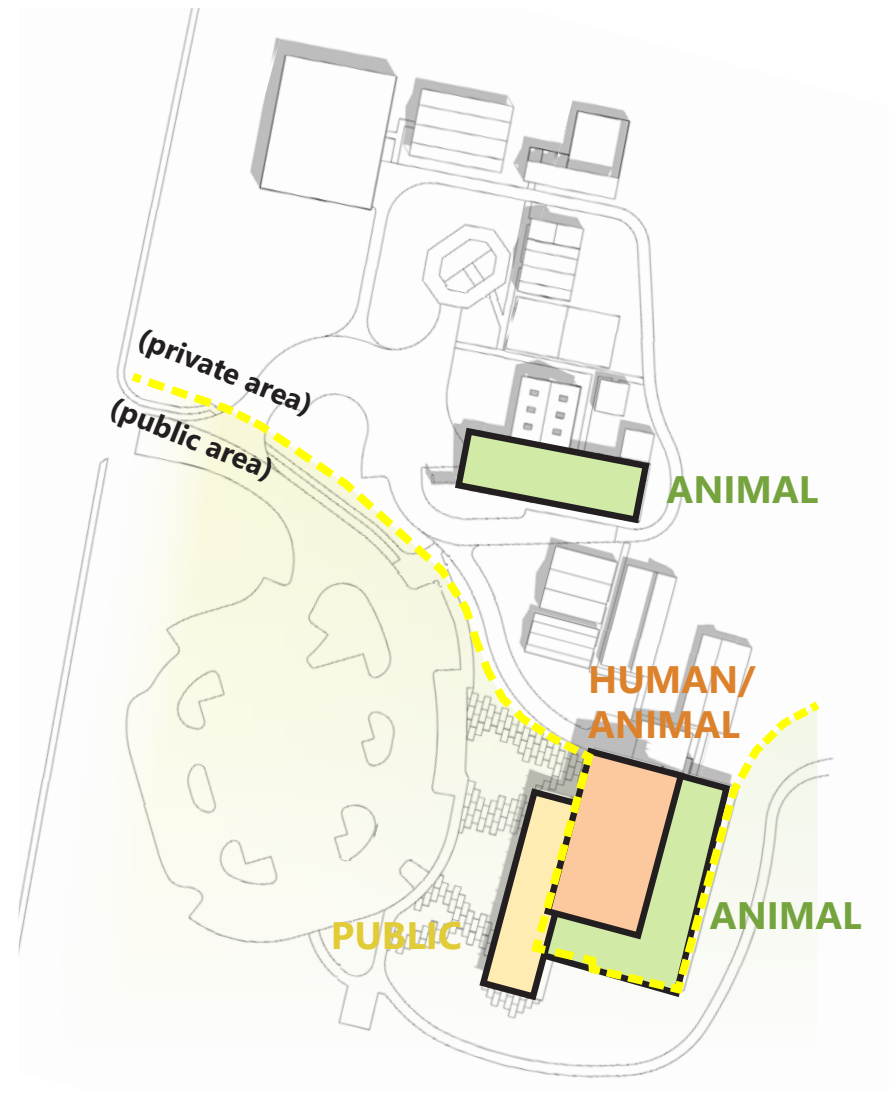 (private area)
(public area)
ANIMAL
HUMAN/
ANIMAL
ANIMAL
PUBLIC